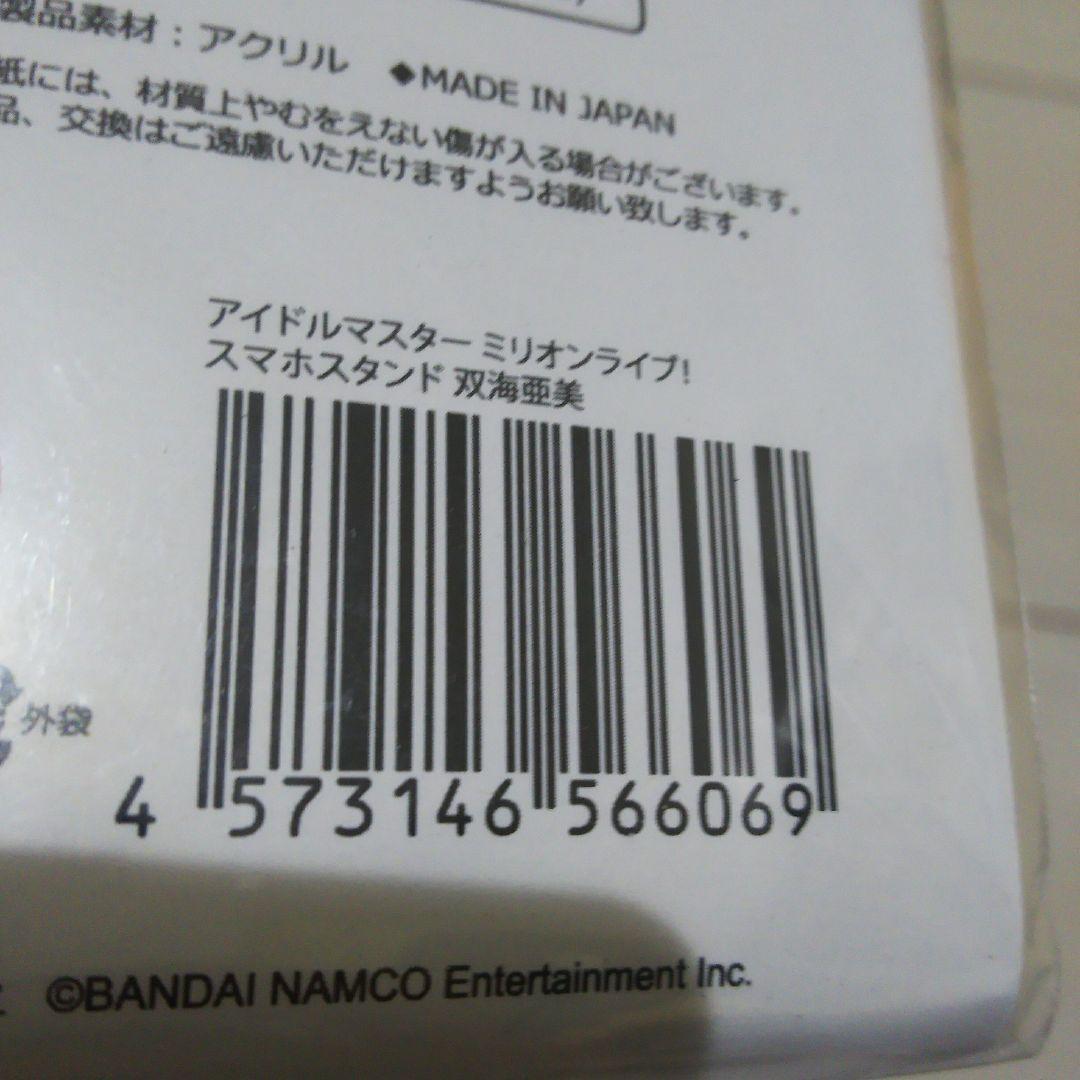 製品素材：アクリル ◆MADE IN JAPAN
紙には、材質上やむをえない傷が入る場合がございます。
品、交換はご遠慮いただけますようお願い致します。
アイドルマスター ミリオンライブ!
スマホスタンド 双海亜美
外袋
4 573146 566069
©BANDAI NAMCO Entertainment Inc.